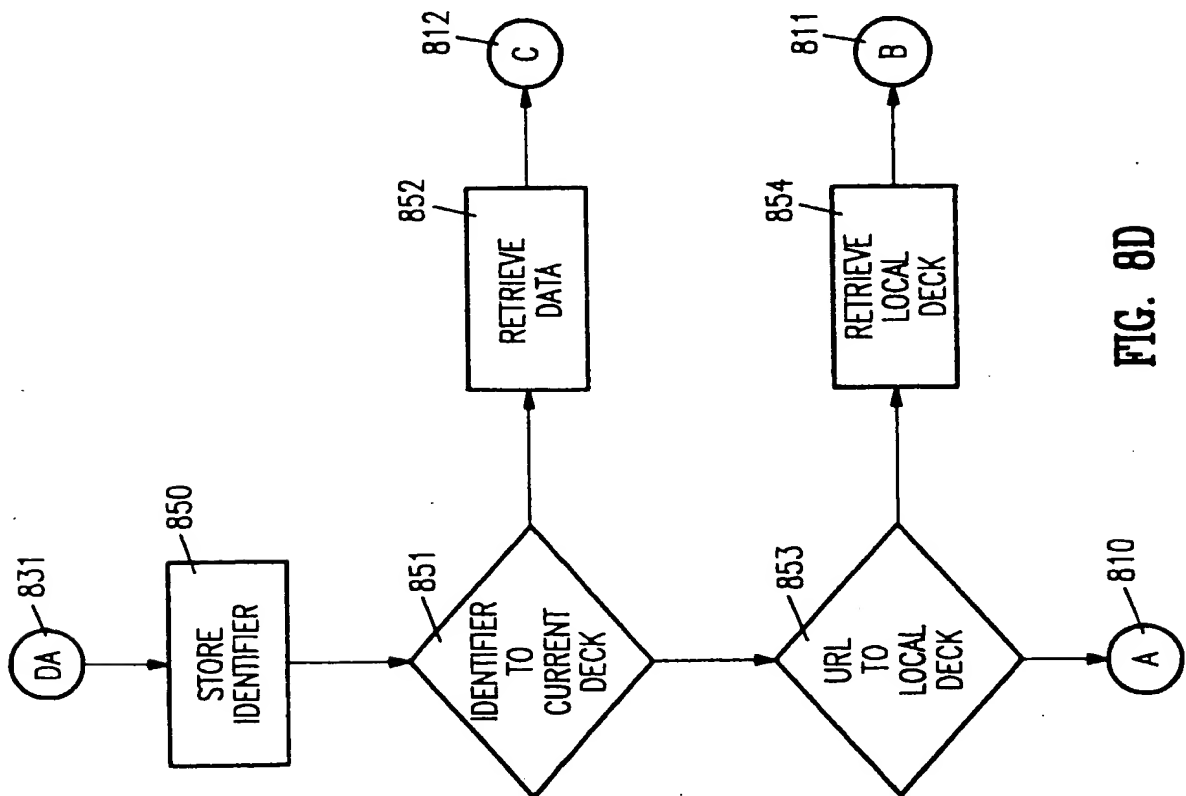 DA
831
850
STORE
IDENTIFIER
851
IDENTIFIER
TO
CURRENT
DECK
852
RETRIEVE
DATA
812
C
853
URL
TO
LOCAL
DECK
854
RETRIEVE
LOCAL
DECK
811
B
810
A
FIG. 8D